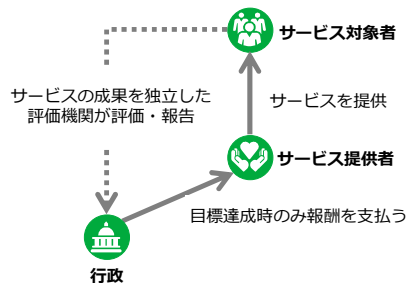 サービス対象者
サービスの成果を独立した
評価機関が評価・報告
サービスを提供
サービス提供者
目標達成時のみ報酬を支払う
行政